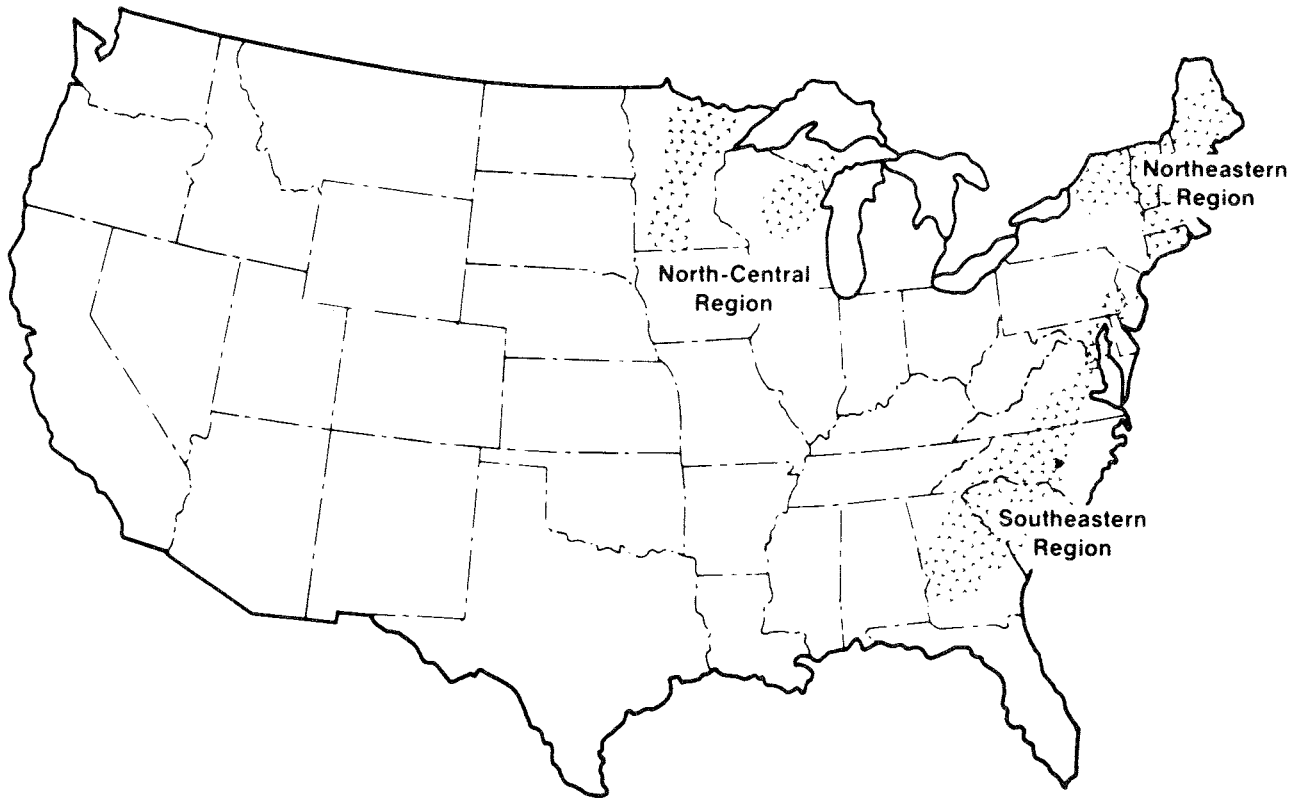 Northeastern
Region
North-Central
Region
Southeastern
Region